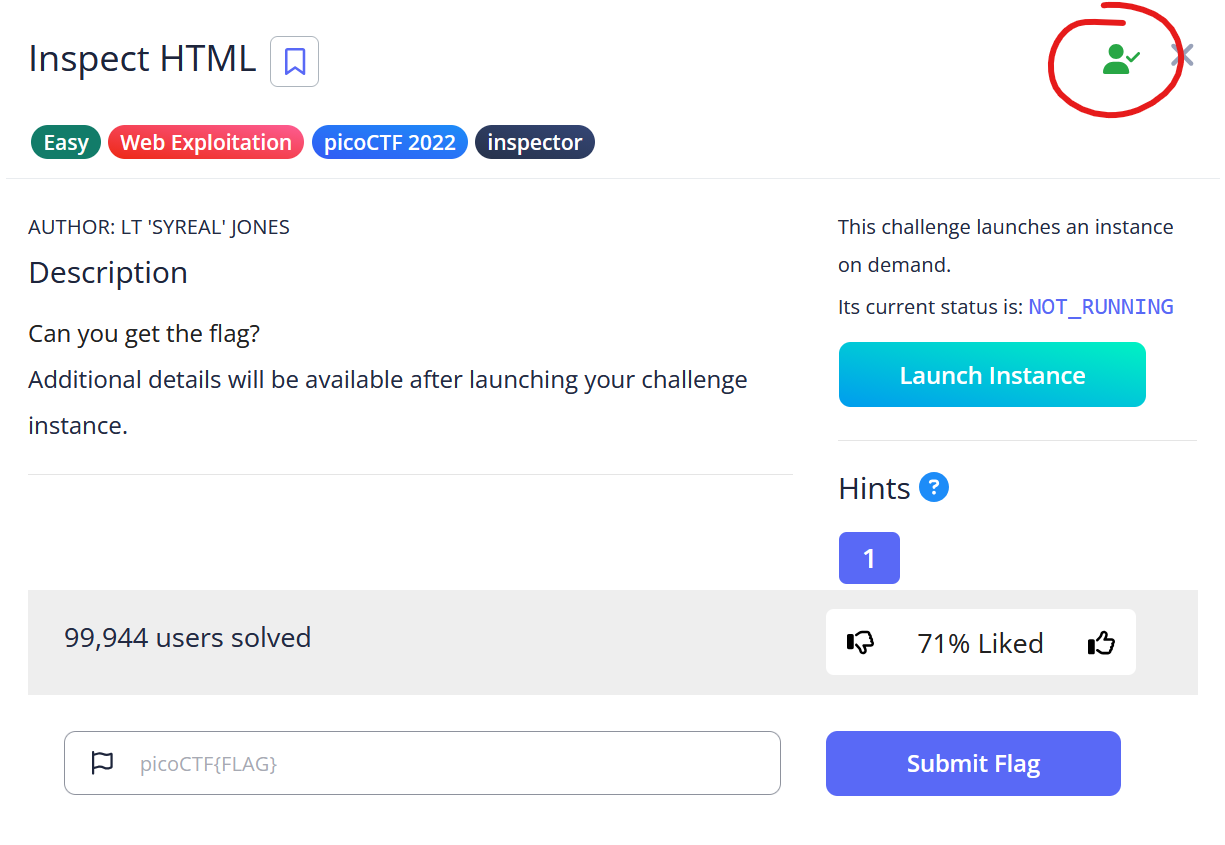 Inspect HTML
Easy Web Exploitation picoCTF 2022 inspector
AUTHOR: LT 'SYREAL' JONES
Description
Can you get the flag?
Additional details will be available after launching your challenge
instance.
This challenge launches an instance
on demand.
Its current status is: NOT_RUNNING
Launch Instance
Hints ?
1
99,944 users solved
71% Liked
picoCTF{FLAG}
Submit Flag